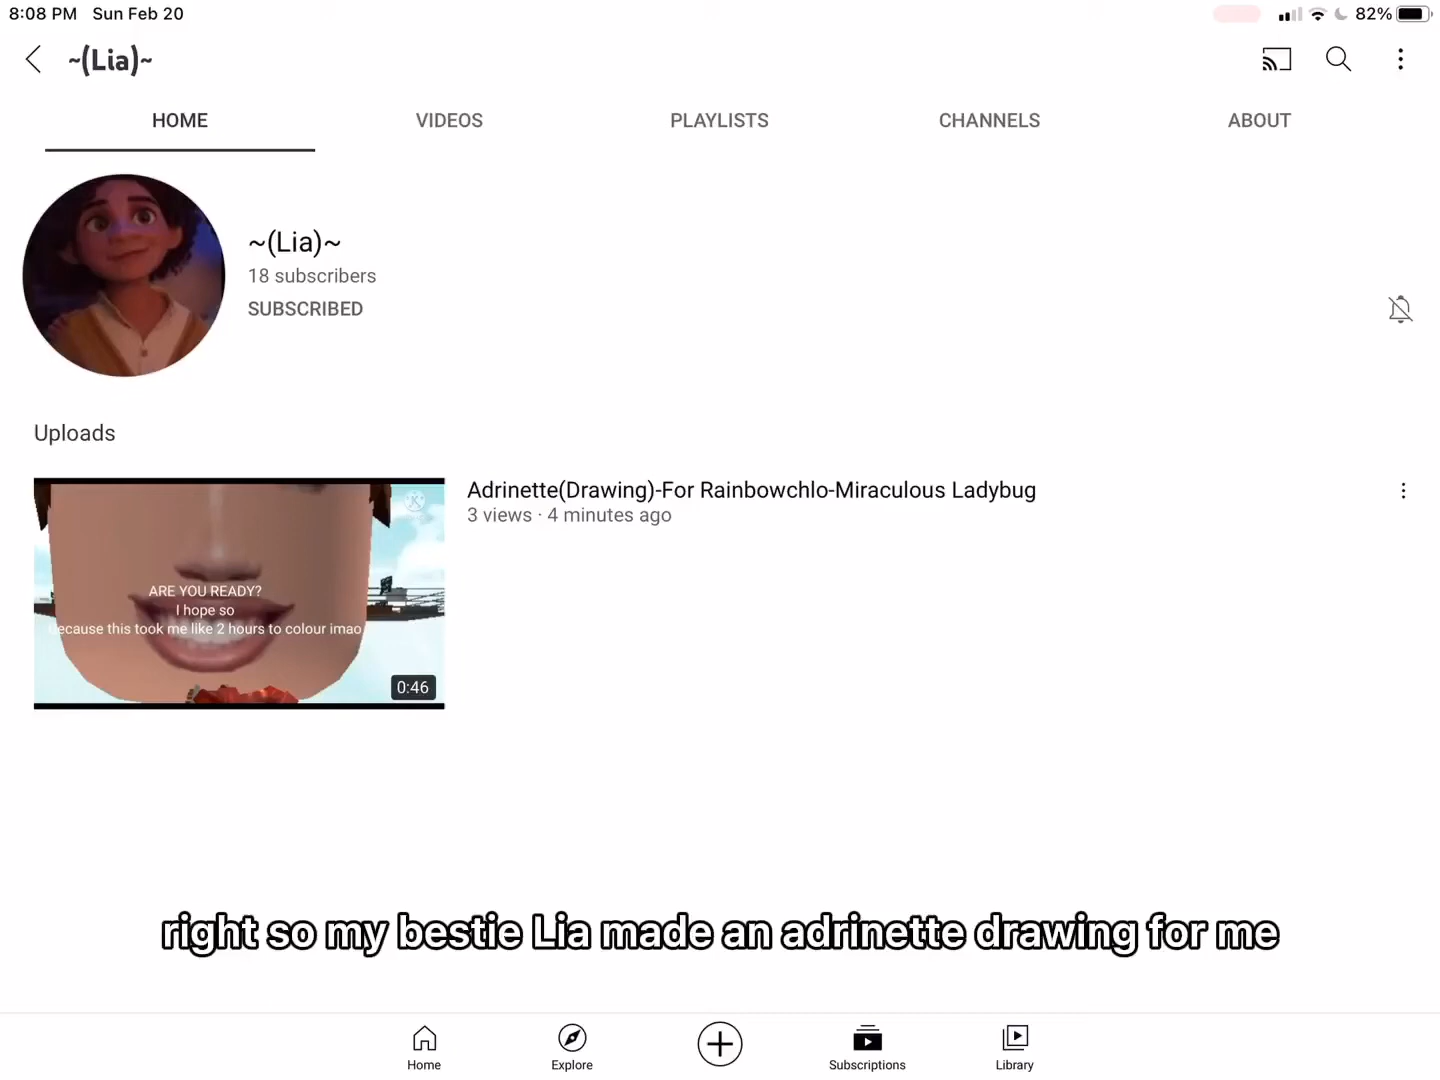 8:08 PM Sun Feb 20
82%
~(Lia)~
HOME VIDEOS PLAYLISTS CHANNELS ABOUT
~(Lia)~
18 subscribers
SUBSCRIBED
Uploads
ARE YOU READY?
I hope so
because this took me like 2 hours to colour imao
0:46
Adrinette(Drawing)-For Rainbowchlo-Miraculous Ladybug
3 views · 4 minutes ago
right so my bestie Lia made an adrinette drawing for me
Home Explore Subscriptions Library